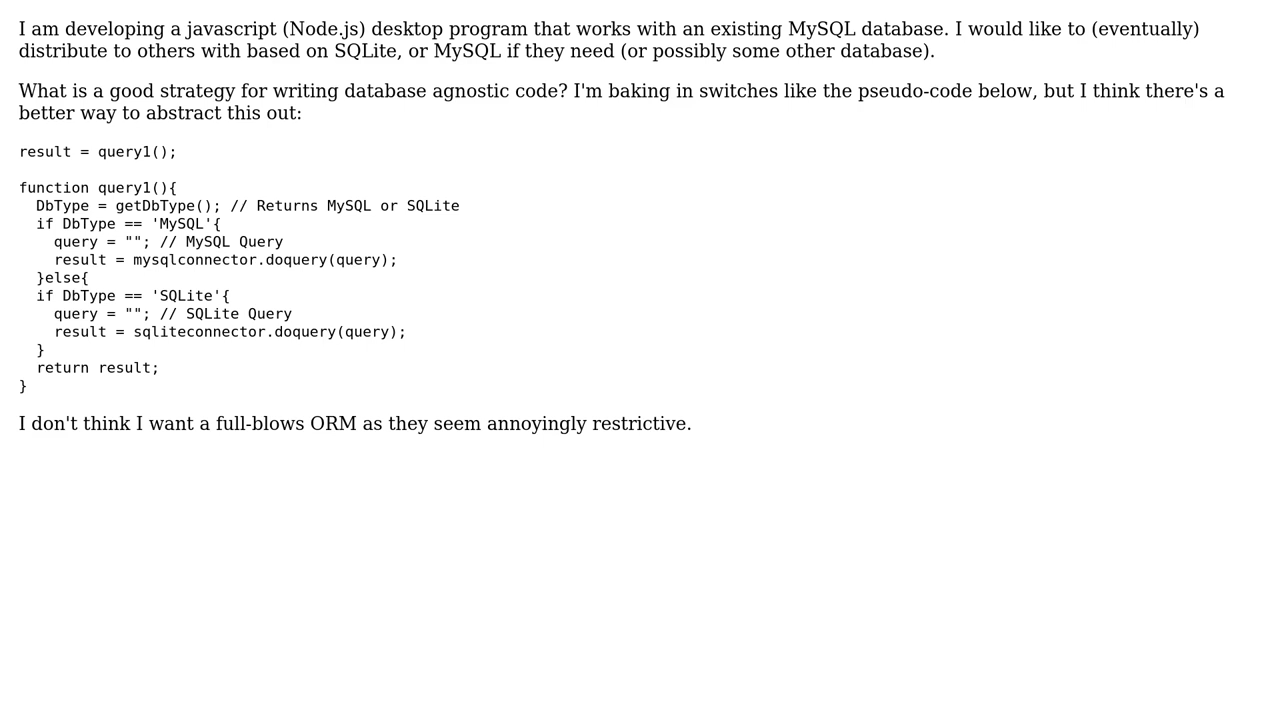 I am developing a javascript (Node.js) desktop program that works with an existing MySQL database. I would like to (eventually)
distribute to others with based on SQLite, or MySQL if they need (or possibly some other database).

What is a good strategy for writing database agnostic code? I'm baking in switches like the pseudo-code below, but I think there's a
better way to abstract this out:

result = query1();

function query1(){
  DbType = getDbType(); // Returns MySQL or SQLite
  if DbType == 'MySQL'{
    query = ""; // MySQL Query
    result = mysqlconnector.doquery(query);
  }else{
  if DbType == 'SQLite'{
    query = ""; // SQLite Query
    result = sqliteconnector.doquery(query);
  }
  return result;
}

I don't think I want a full-blows ORM as they seem annoyingly restrictive.